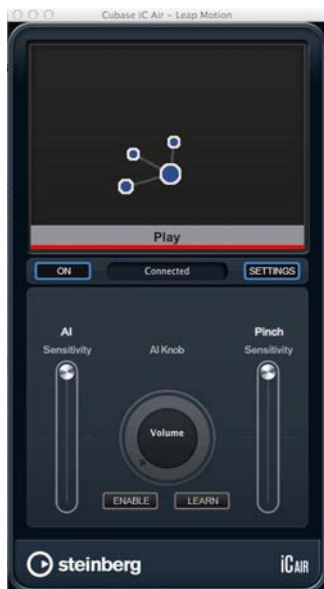 Cubase iC Air – Leap Motion
Play
ON Connected SETTINGS
AI Pinch
Sensitivity AI Knob Sensitivity
Volume
ENABLE LEARN
steinberg iC AIR